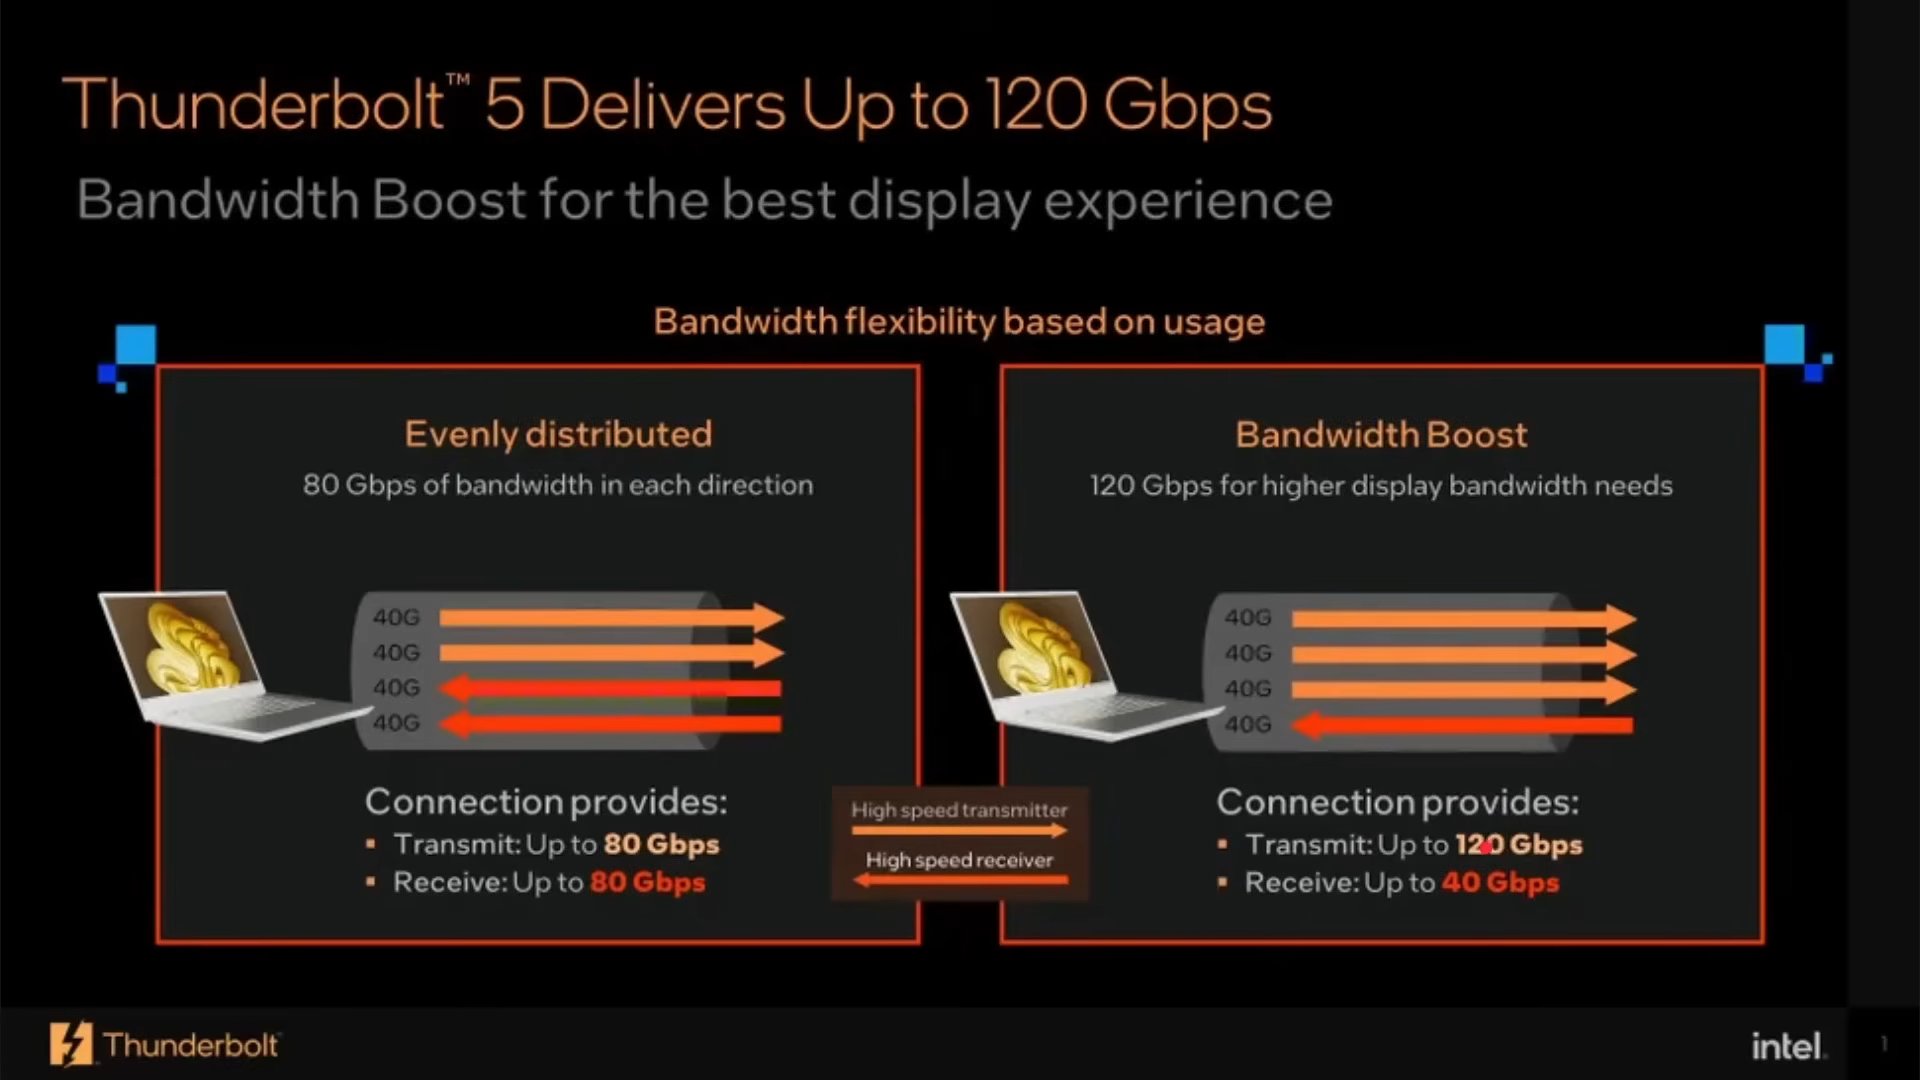 Thunderbolt™ 5 Delivers Up to 120 Gbps
Bandwidth Boost for the best display experience
Bandwidth flexibility based on usage
Evenly distributed
80 Gbps of bandwidth in each direction
40G
40G
40G
40G
Connection provides:
▪ Transmit: Up to 80 Gbps
▪ Receive: Up to 80 Gbps
High speed transmitter
High speed receiver
Bandwidth Boost
120 Gbps for higher display bandwidth needs
40G
40G
40G
40G
Connection provides:
▪ Transmit: Up to 120 Gbps
▪ Receive: Up to 40 Gbps
Thunderbolt™
intel.
1